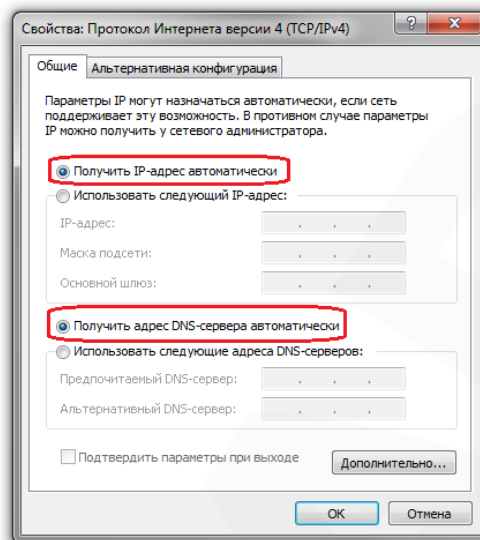 Свойства: Протокол Интернета версии 4 (TCP/IPv4)
Общие
Альтернативная конфигурация
Параметры IP могут назначаться автоматически, если сеть
поддерживает эту возможность. В противном случае параметры
IP можно получить у сетевого администратора.
Получить IP-адрес автоматически
Использовать следующий IP-адрес:
IP-адрес:
Маска подсети:
Основной шлюз:
Получить адрес DNS-сервера автоматически
Использовать следующие адреса DNS-серверов:
Предпочитаемый DNS-сервер:
Альтернативный DNS-сервер:
Подтвердить параметры при выходе
Дополнительно...
ОК
Отмена